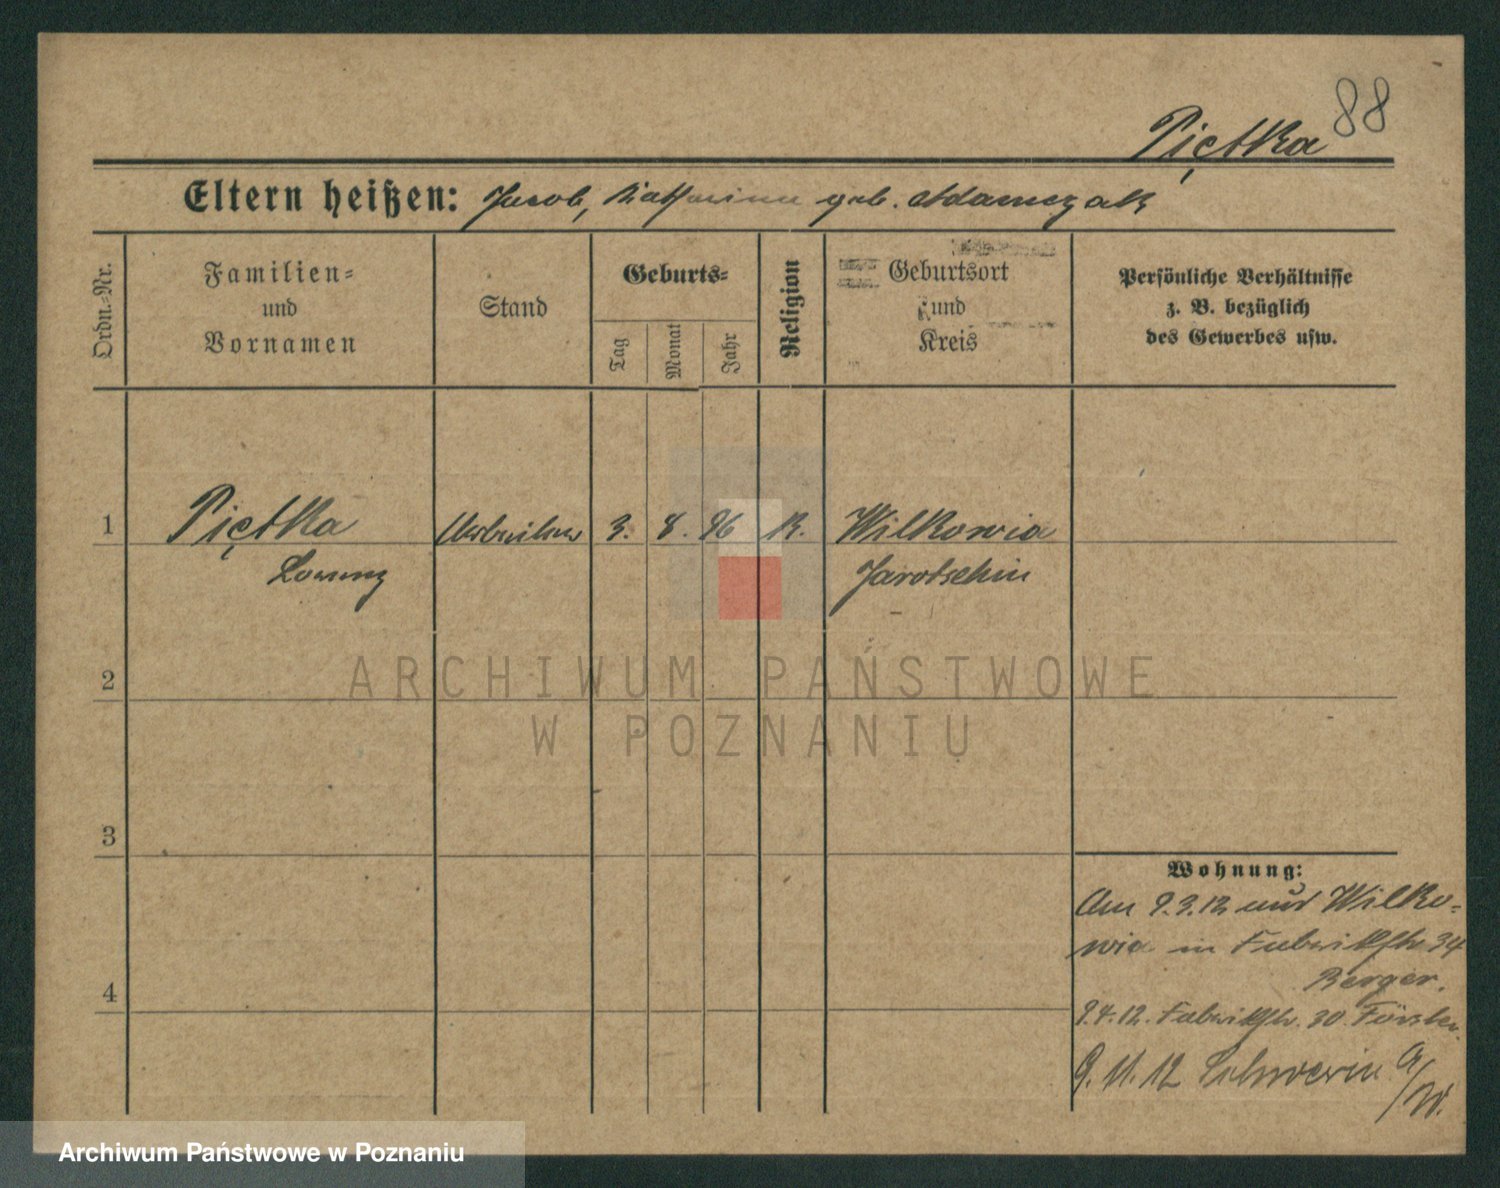 88
Piętka
Eltern heißen: Jacob, Katharina geb. Adamczak
Ordn.-Nr.
Familien-
und
Vornamen
Stand
Geburts-
Tag
Monat
Jahr
Religion
Geburtsort
und
Kreis
Persönliche Verhältnisse
z. B. bezüglich
des Gewerbes usw.
1 Piętka Arbeiter 3. 8. 96 K. Wilkowia
Lorenz Jarotschin
ARCHIWUM PAŃSTWOWE
W POZNANIU
2
3
4
Wohnung:
Am 9.3.12 aus Wilko-
wia in Fabrikstr 34
Berger.
9.4.12. Fabrikstr. 30. Förster.
9.11.12 Schwerin a/W.
Archiwum Państwowe w Poznaniu